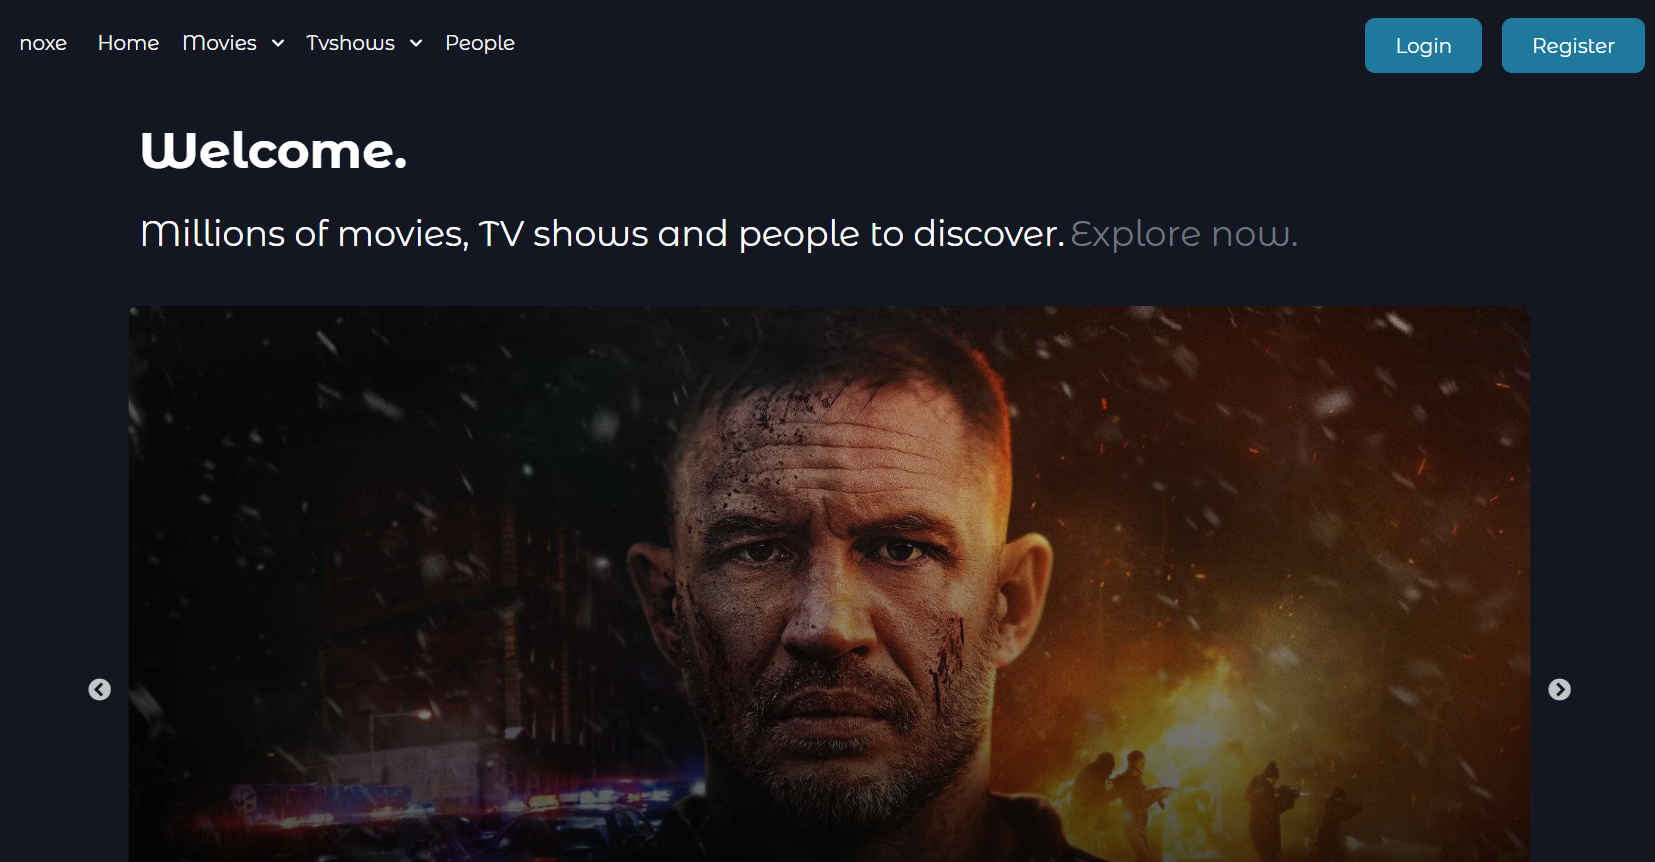 noxe Home Movies Tvshows People Login Register
Welcome.
Millions of movies, TV shows and people to discover. Explore now.